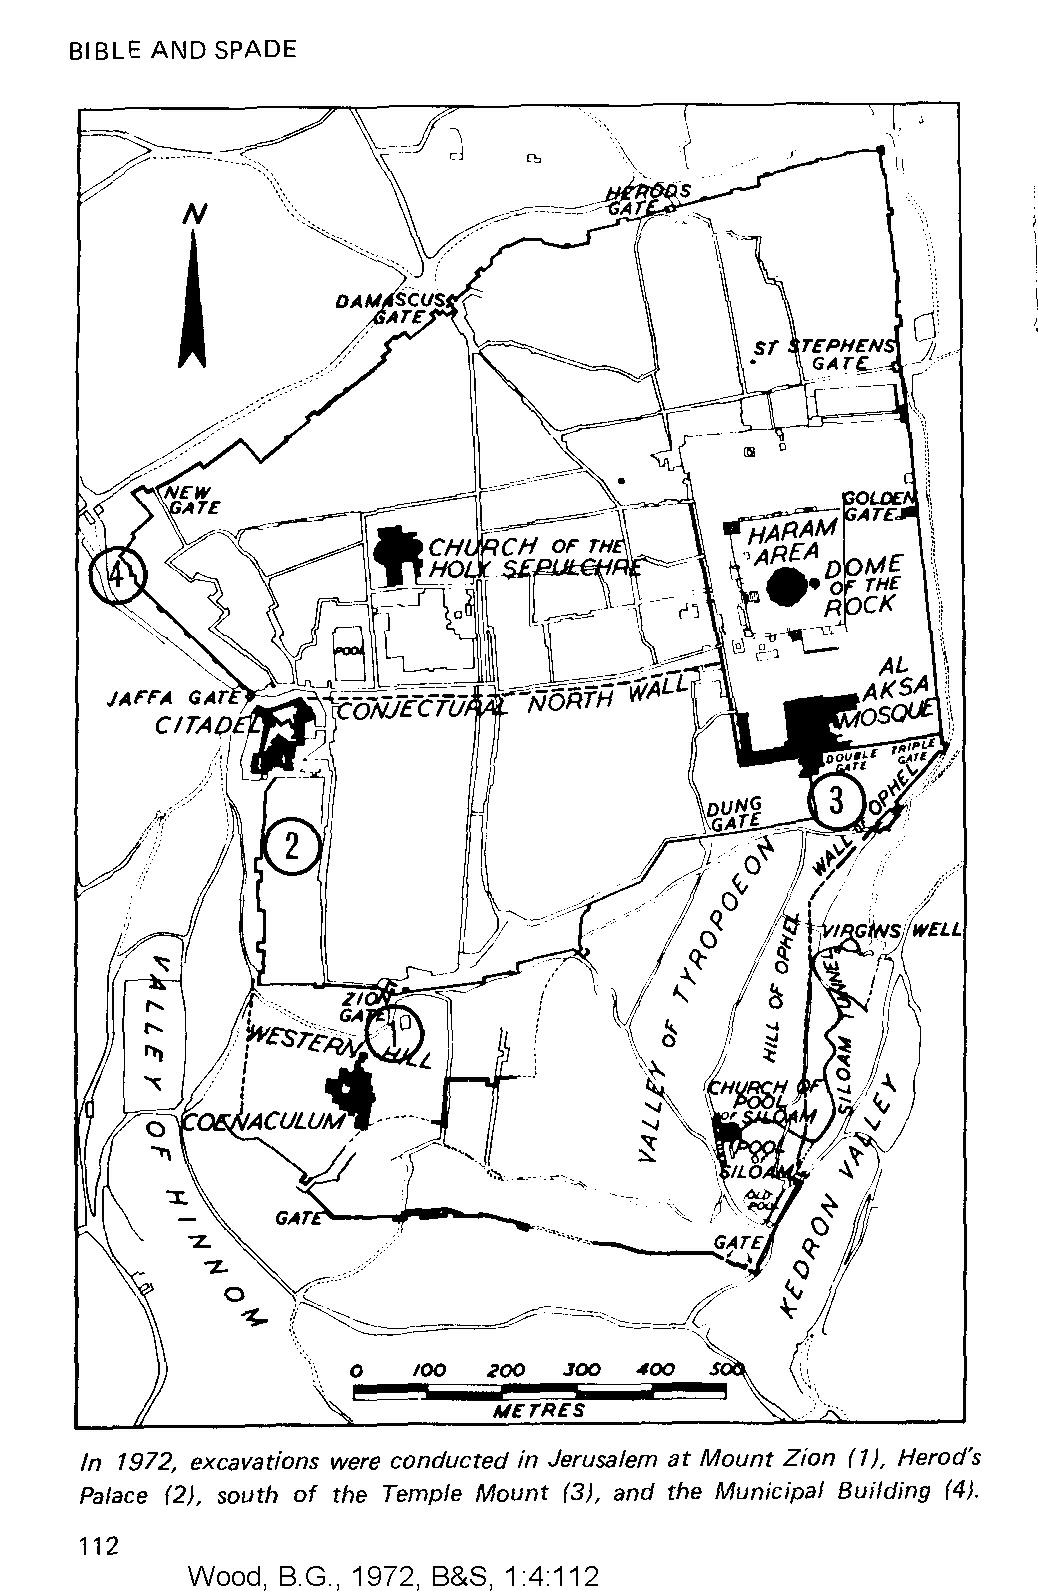 BIBLE AND SPADE
N
HERODS
GATE
DAMASCUS
GATE
ST STEPHENS
GATE
NEW
GATE
GOLDEN
GATE
CHURCH OF THE
HOLY SEPULCHRE
HARAM
AREA
DOME
OF THE
ROCK
4
POOL
JAFFA GATE
CITADEL
CONJECTURAL NORTH WALL
AL
AKSA
MOSQUE
DOUBLE
GATE
TRIPLE
GATE
DUNG
GATE
3
WALL OF OPHEL
2
VIRGINS WELL
VALLEY OF TYROPOEON
HILL OF OPHEL
SILOAM TUNNEL
ZION
GATE
1
WESTERN HILL
VALLEY OF HINNOM
COENACULUM
CHURCH OF
POOL
OF SILOAM
POOL
OF
SILOAM
OLD
POOL
KEDRON VALLEY
GATE
GATE
0 100 200 300 400 500
METRES
In 1972, excavations were conducted in Jerusalem at Mount Zion (1), Herod's
Palace (2), south of the Temple Mount (3), and the Municipal Building (4).
112
Wood, B.G., 1972, B&S, 1:4:112